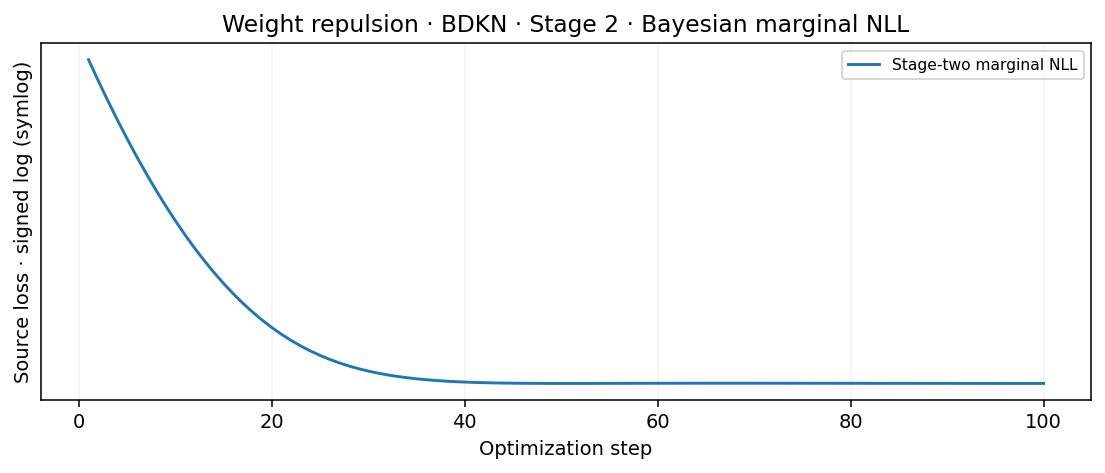 Weight repulsion · BDKN · Stage 2 · Bayesian marginal NLL
Stage-two marginal NLL
Source loss · signed log (symlog)
0 20 40 60 80 100
Optimization step